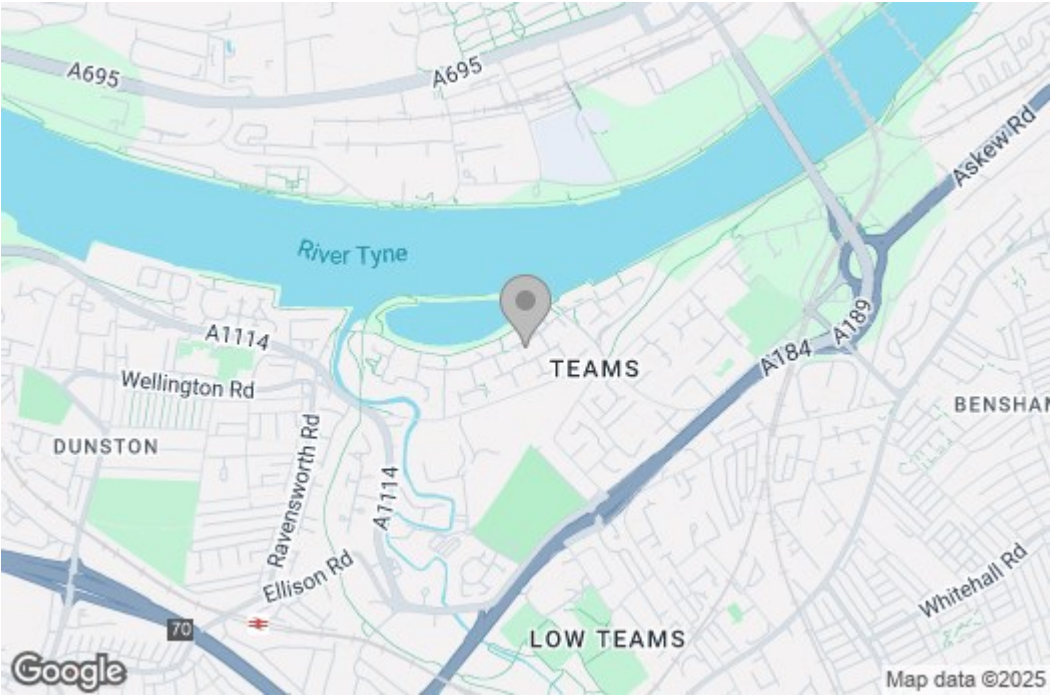 A695
A695
Askew Rd
River Tyne
A1114
A189
A184
TEAMS
Wellington Rd
BENSHAM
DUNSTON
Ravensworth Rd
A1114
Ellison Rd
Whitehall Rd
70
LOW TEAMS
Google
Map data ©2025